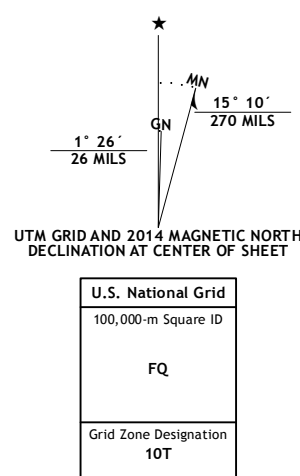 ★
MN
GN
15° 10´
270 MILS
1° 26´
26 MILS
UTM GRID AND 2014 MAGNETIC NORTH
DECLINATION AT CENTER OF SHEET
U.S. National Grid
100,000-m Square ID
FQ
Grid Zone Designation
10T